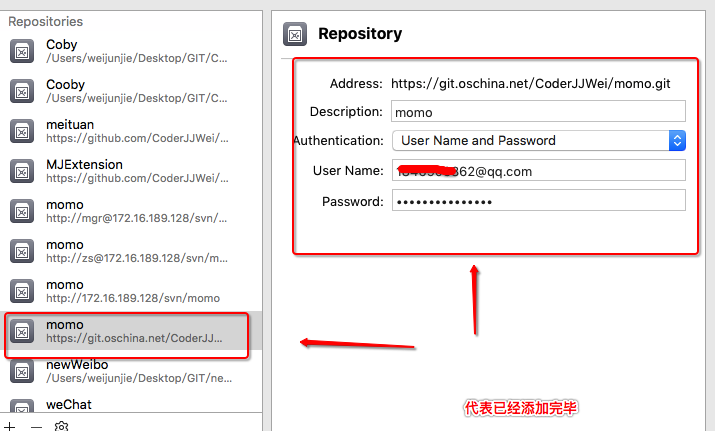 Repositories
Coby
/Users/weijunjie/Desktop/GIT/C...
Cooby
/Users/weijunjie/Desktop/GIT/C...
meituan
https://github.com/CoderJJWei/...
MJExtension
https://github.com/CoderJJWei/...
momo
http://mgr@172.16.189.128/svn/...
momo
http://zs@172.16.189.128/svn/m...
momo
http://172.16.189.128/svn/momo
momo
https://git.oschina.net/CoderJJ...
newWeibo
/Users/weijunjie/Desktop/GIT/ne...
weChat
Repository
Address: https://git.oschina.net/CoderJJWei/momo.git
Description: momo
Authentication: User Name and Password
User Name: 862@qq.com
Password: •••••••••••••••
代表已经添加完毕